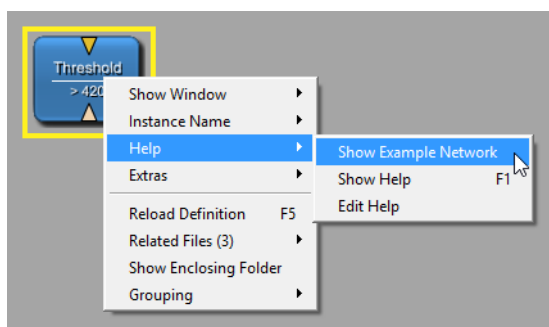 Threshold
> 420
Show Window
Instance Name
Help
Extras
Reload Definition F5
Related Files (3)
Show Enclosing Folder
Grouping
Show Example Network
Show Help F1
Edit Help